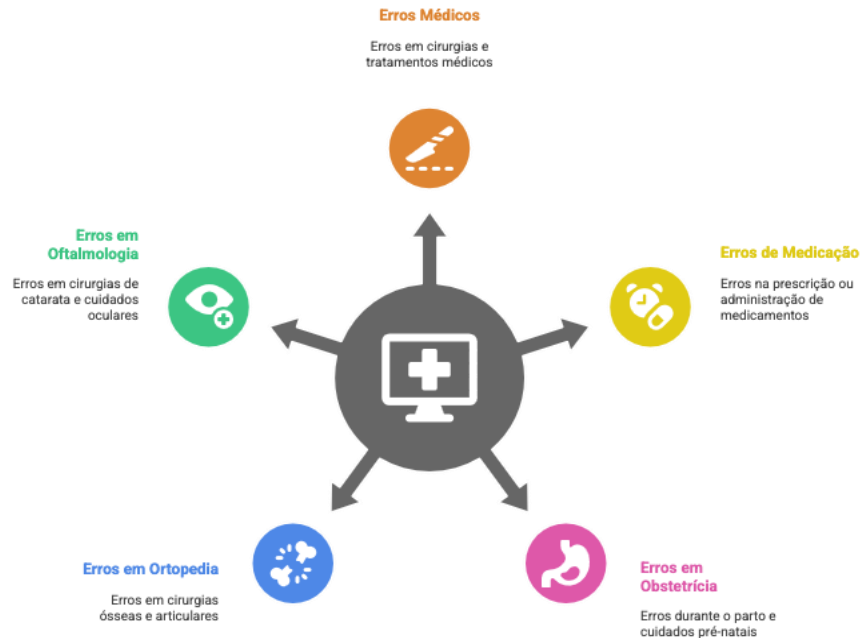 Erros Médicos
Erros em cirurgias e
tratamentos médicos
Erros em
Oftalmologia
Erros em cirurgias de
catarata e cuidados
oculares
Erros de Medicação
Erros na prescrição ou
administração de
medicamentos
Erros em Ortopedia
Erros em cirurgias
ósseas e articulares
Erros em
Obstetrícia
Erros durante o parto e
cuidados pré-natais